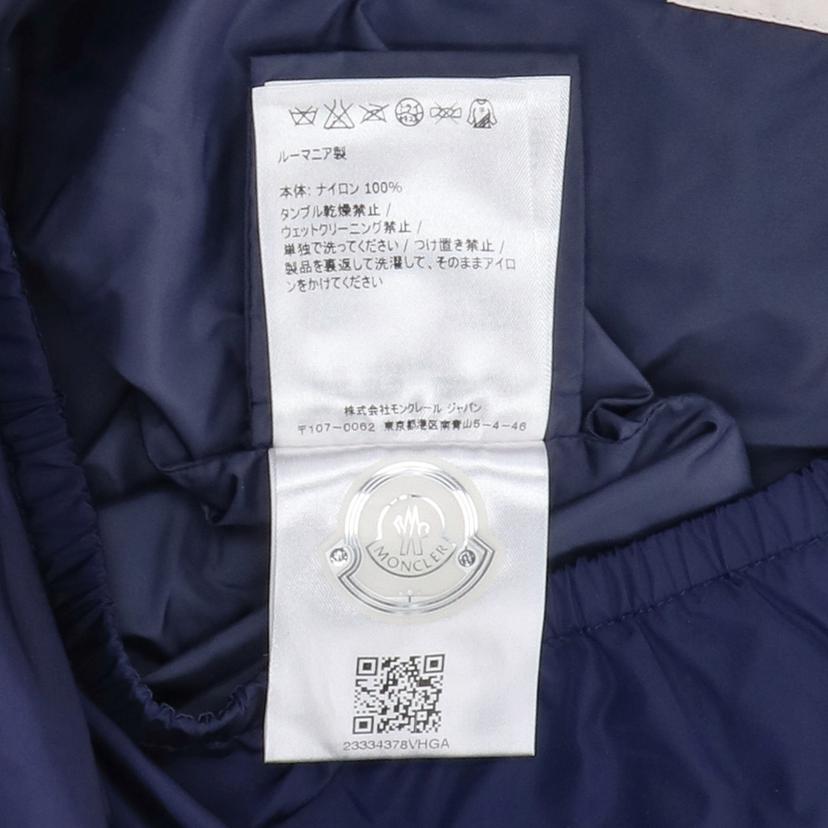 ルーマニア製
本体: ナイロン 100%
タンブル乾燥禁止 /
ウェットクリーニング禁止 /
単独で洗ってください / つけ置き禁止 /
製品を裏返して洗濯して、そのままアイロ
ンをかけてください
株式会社モンクレール ジャパン
〒107-0062 東京都港区南青山5-4-46
MONCLER
23334378VHGA